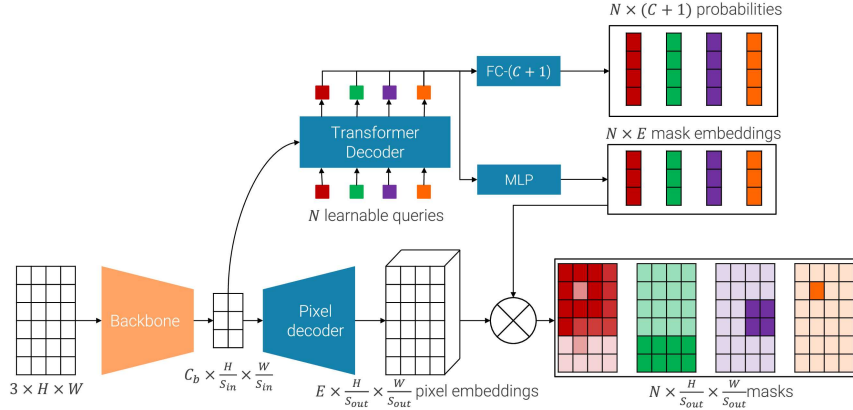 N × (C + 1) probabilities
FC-(C + 1)
Transformer
Decoder
N × E mask embeddings
MLP
N learnable queries
Backbone
Pixel
decoder
3 × H × W
C_b × H/S_in × W/S_in
E × H/S_out × W/S_out pixel embeddings
N × H/S_out × W/S_out masks